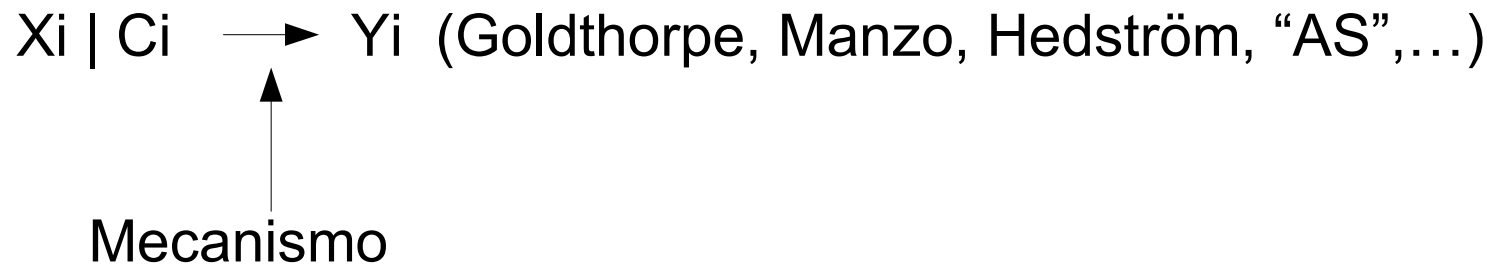 Xi | Ci Yi (Goldthorpe, Manzo, Hedström, “AS”,…)
Mecanismo